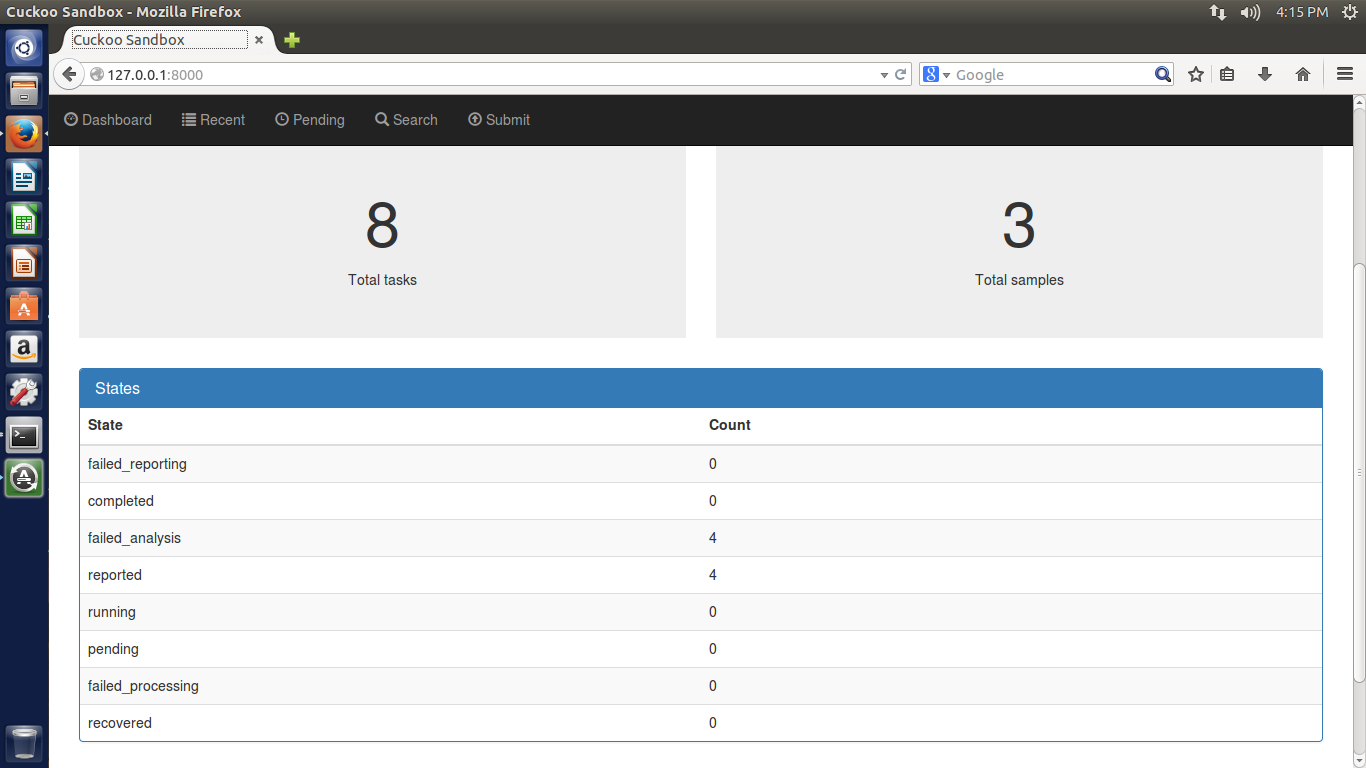 Cuckoo Sandbox - Mozilla Firefox
4:15 PM
Cuckoo Sandbox
127.0.0.1:8000
Google
Dashboard Recent Pending Search Submit
8 3
Total tasks Total samples
States
State Count
failed_reporting 0
completed 0
failed_analysis 4
reported 4
running 0
pending 0
failed_processing 0
recovered 0